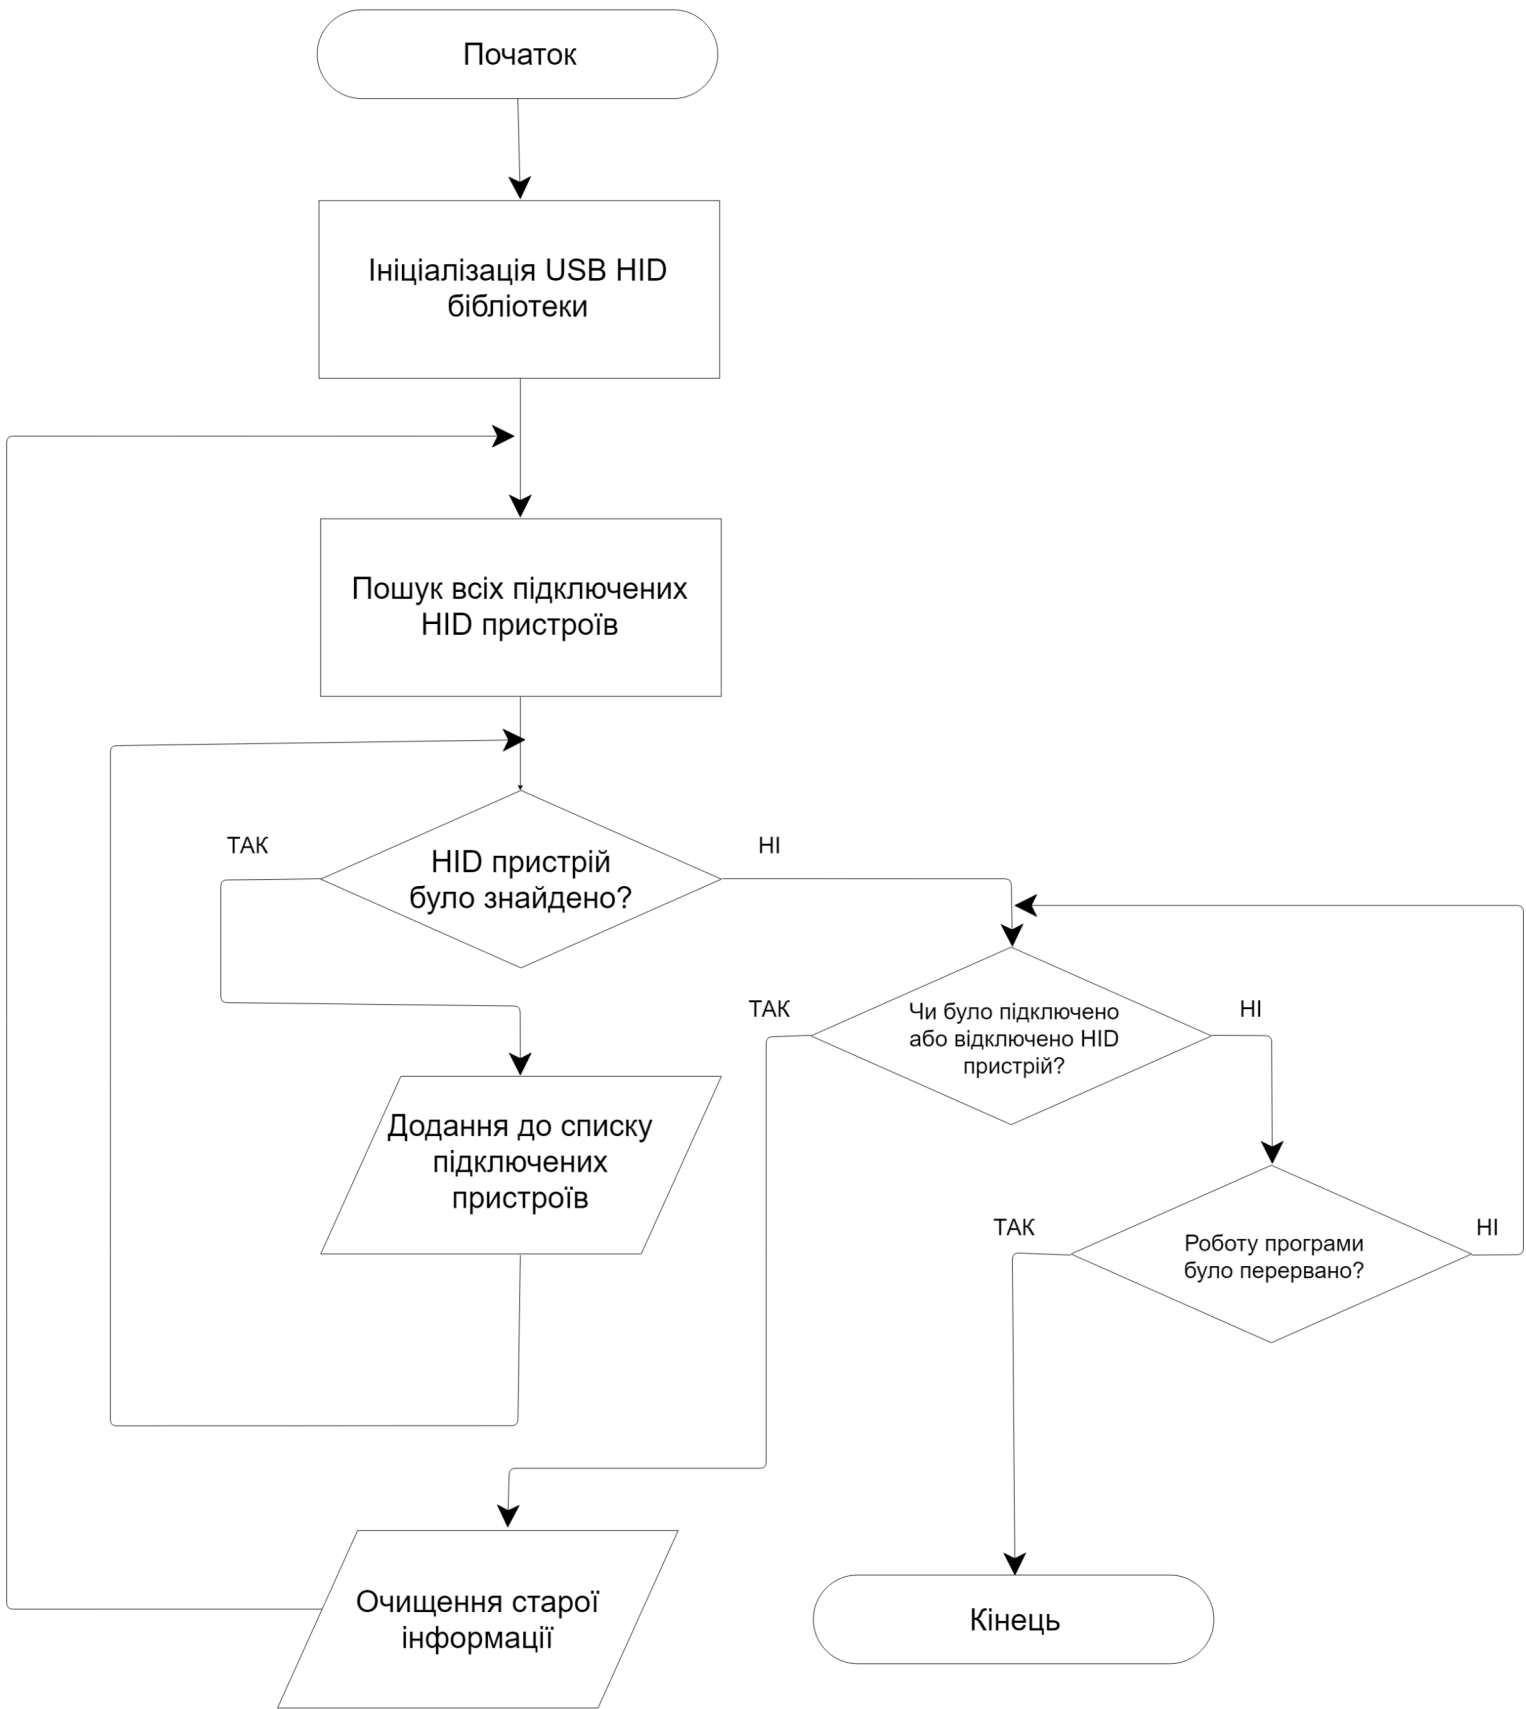 Початок
Ініціалізація USB HID
бібліотеки
Пошук всіх підключених
HID пристроїв
ТАК
НІ
HID пристрій
було знайдено?
ТАК
НІ
Чи було підключено
або відключено HID
пристрій?
Додання до списку
підключених
пристроїв
ТАК
НІ
Роботу програми
було перервано?
Очищення старої
інформації
Кінець